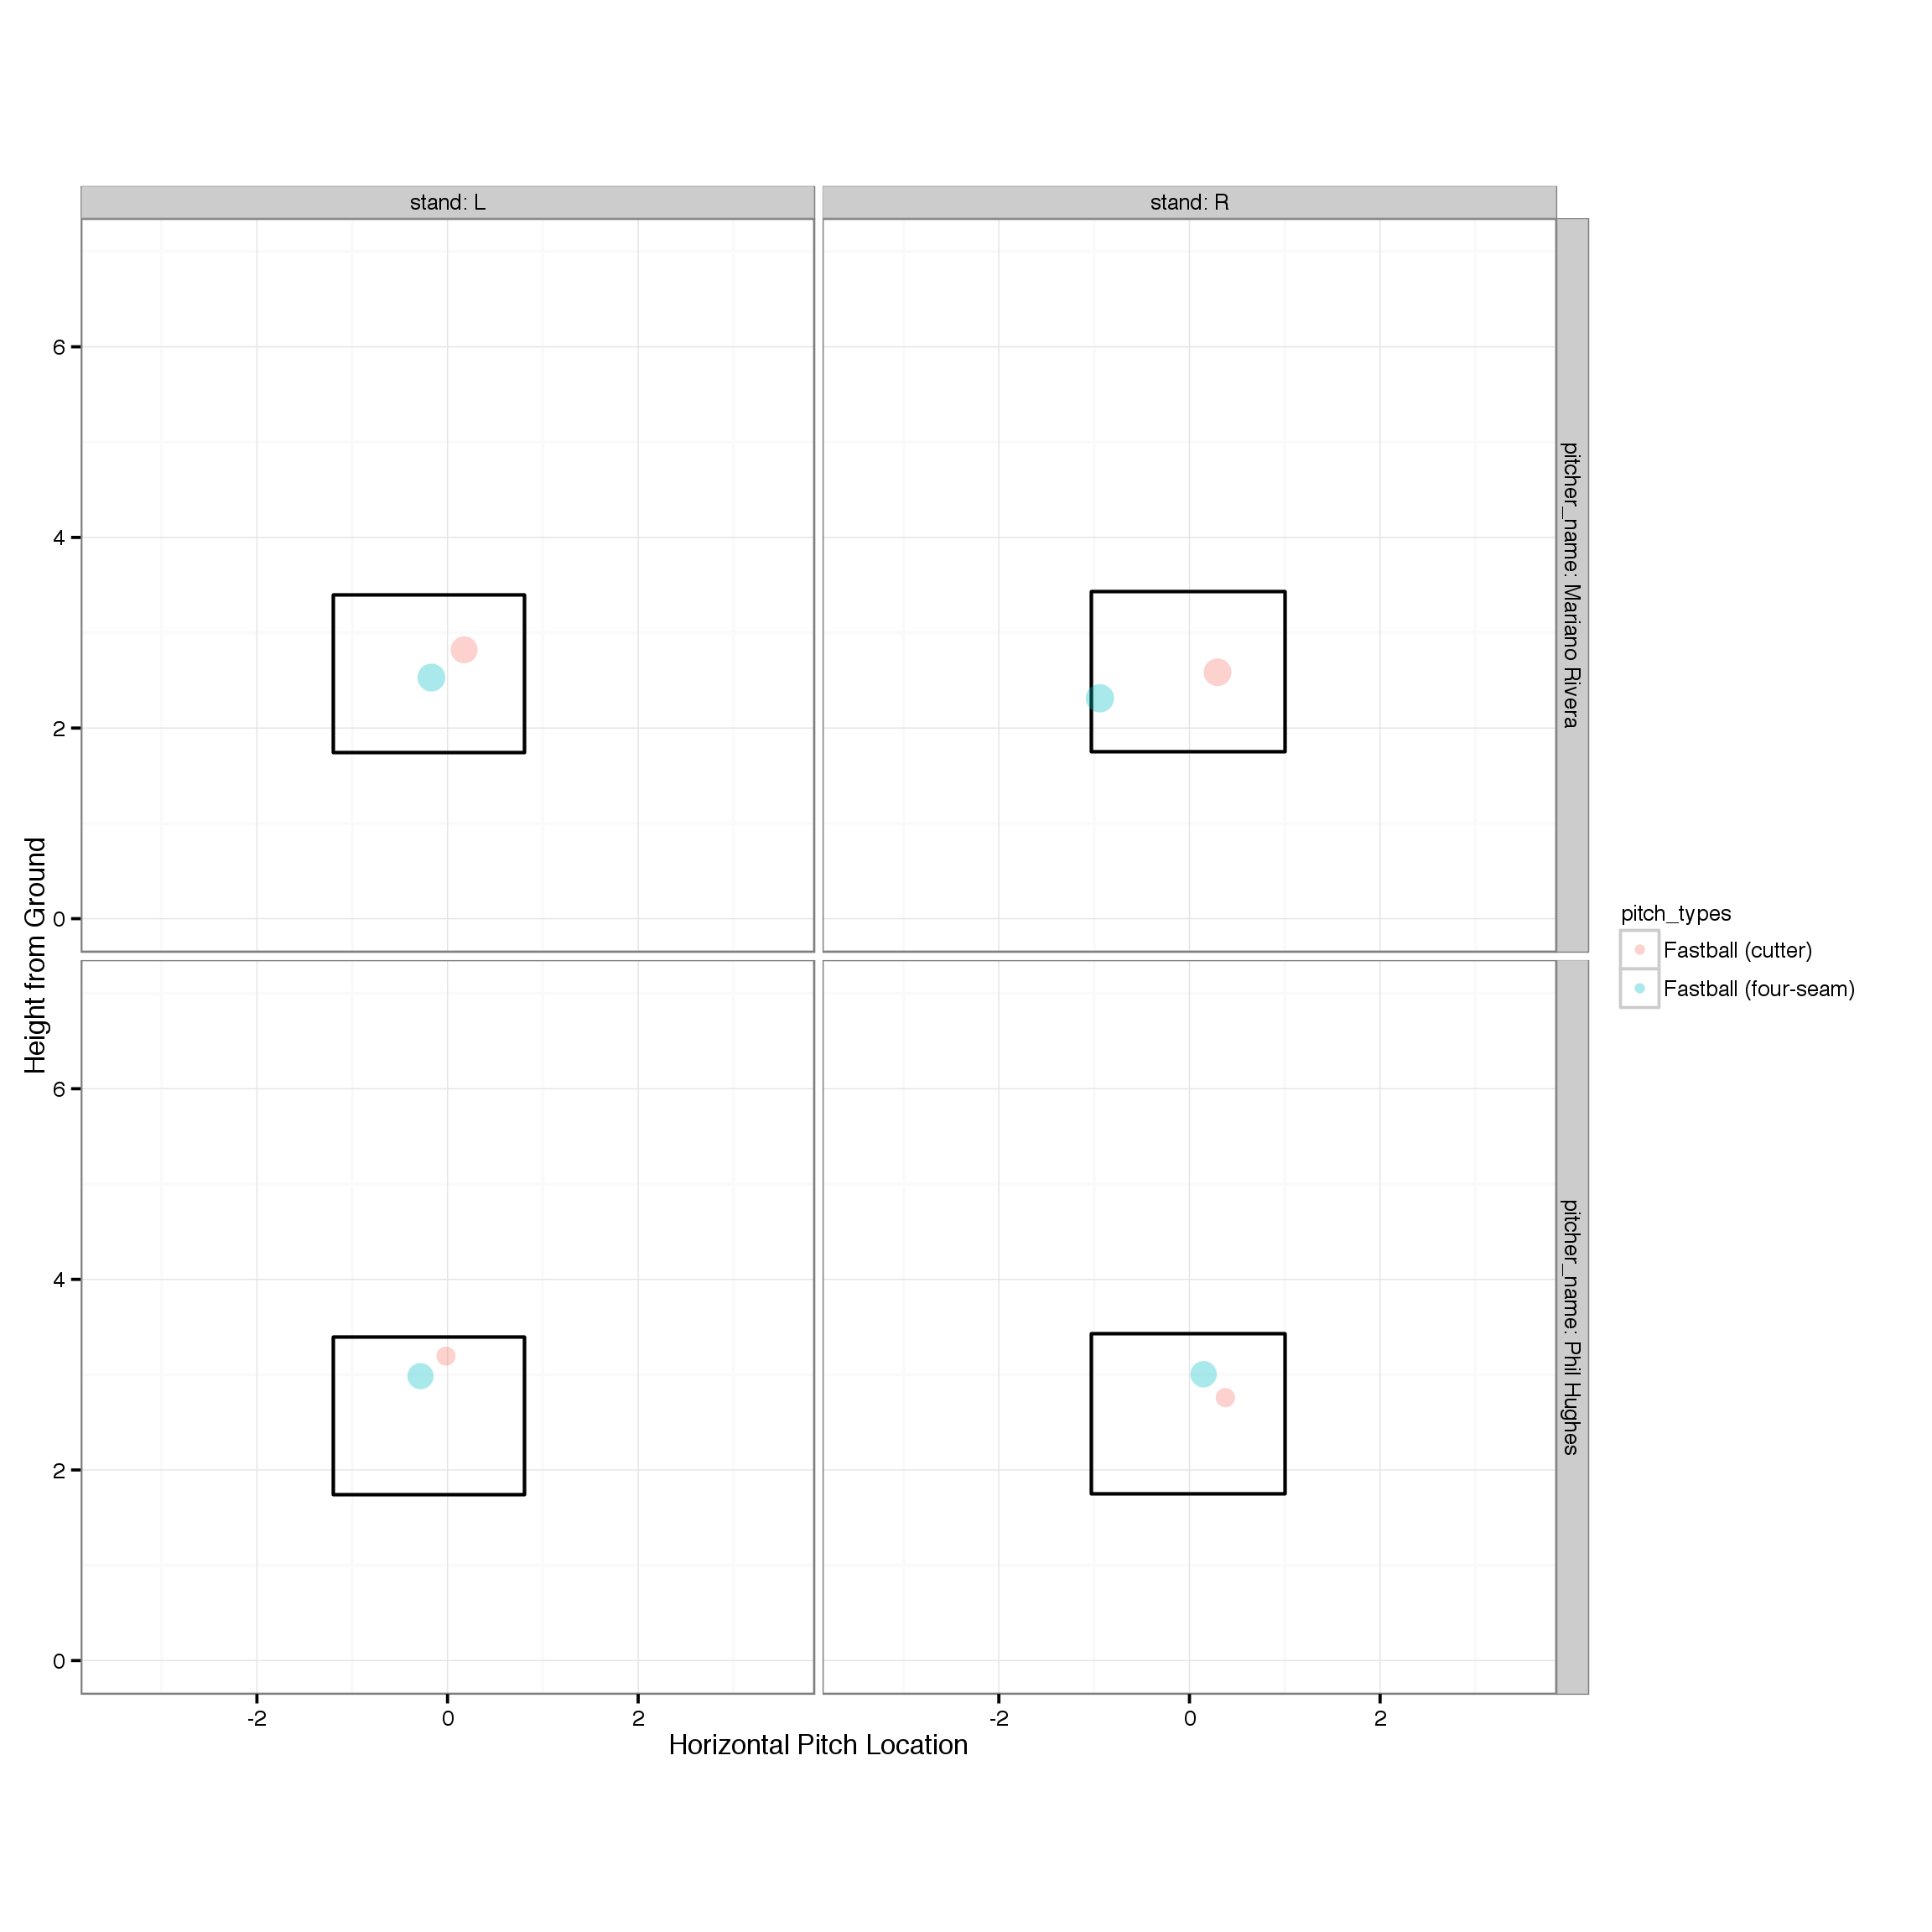 stand: L
stand: R
6
4
2
0
pitcher_name: Mariano Rivera
Height from Ground
6
4
2
0
pitcher_name: Phil Hughes
-2
0
2
-2
0
2
Horizontal Pitch Location
pitch_types
Fastball (cutter)
Fastball (four-seam)